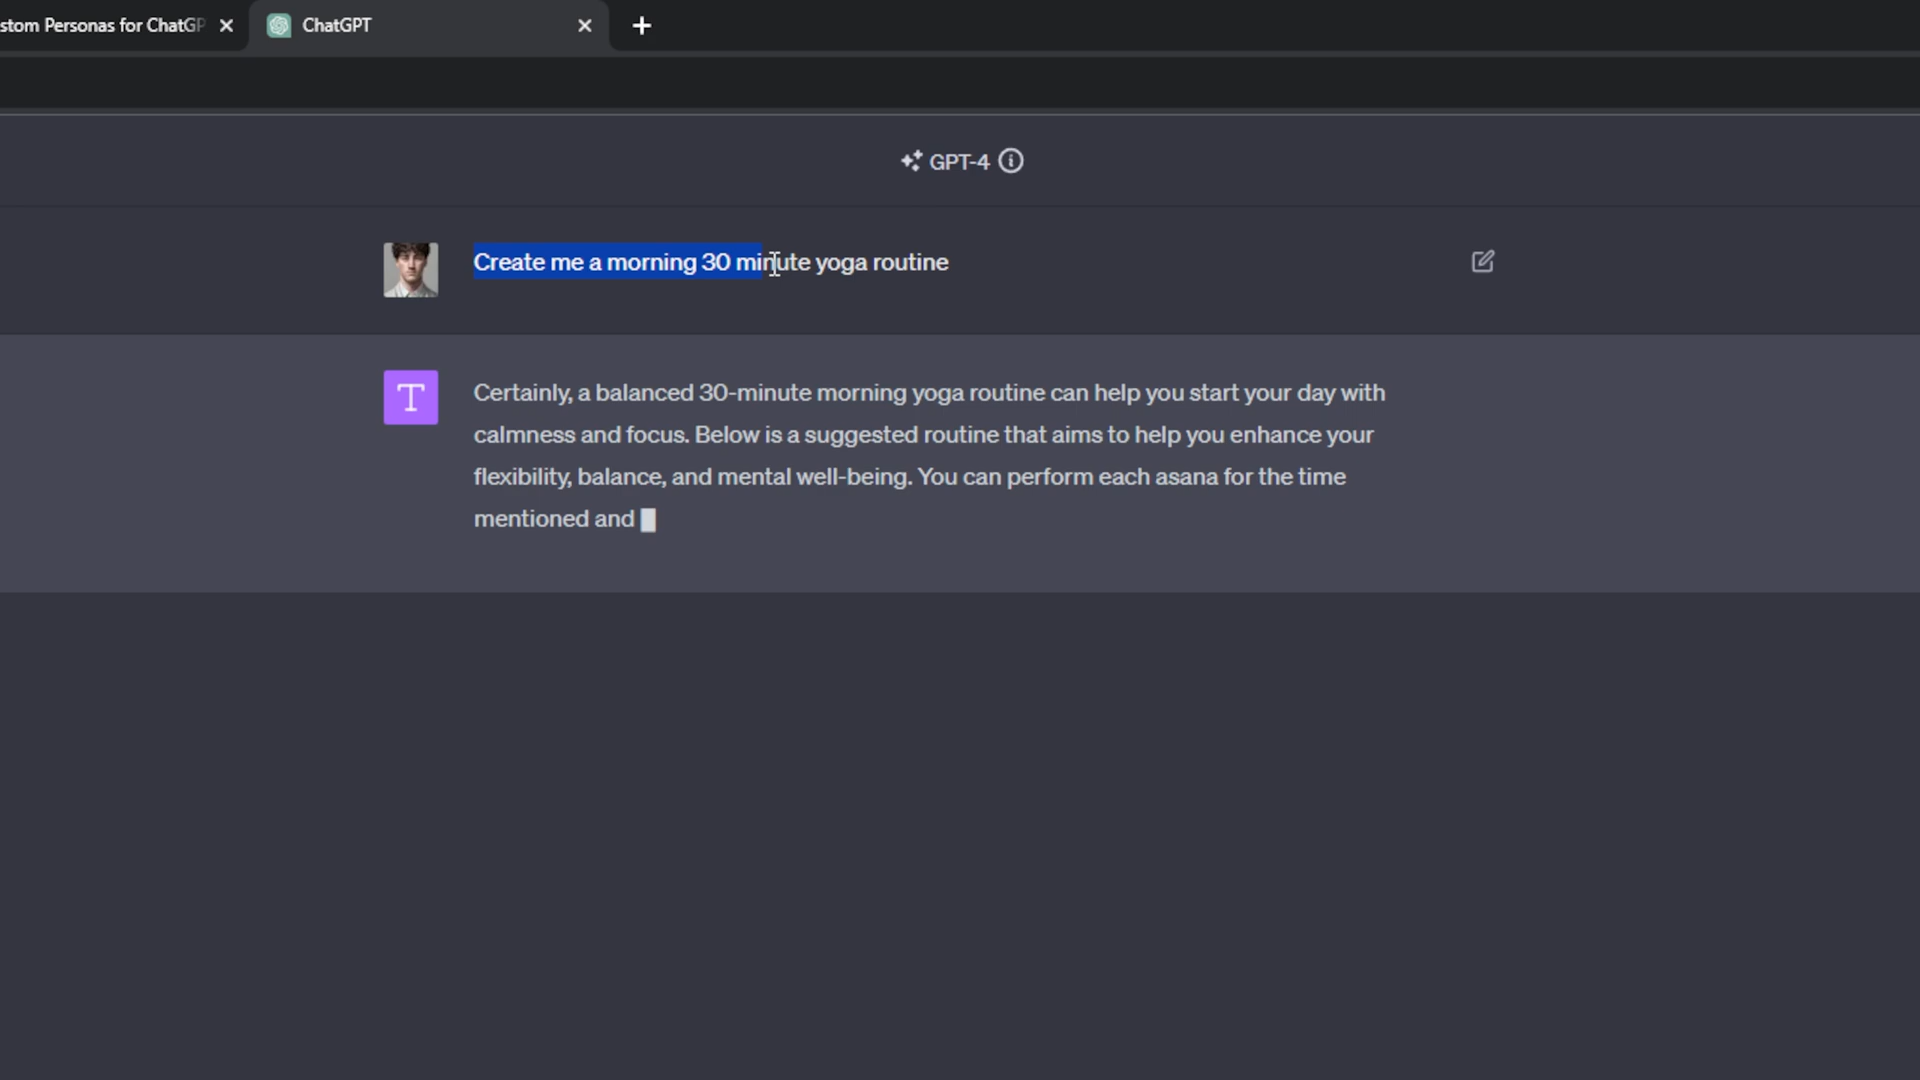 stom Personas for ChatGP
ChatGPT
GPT-4
Create me a morning 30 minute yoga routine
T
Certainly, a balanced 30-minute morning yoga routine can help you start your day with
calmness and focus. Below is a suggested routine that aims to help you enhance your
flexibility, balance, and mental well-being. You can perform each asana for the time
mentioned and